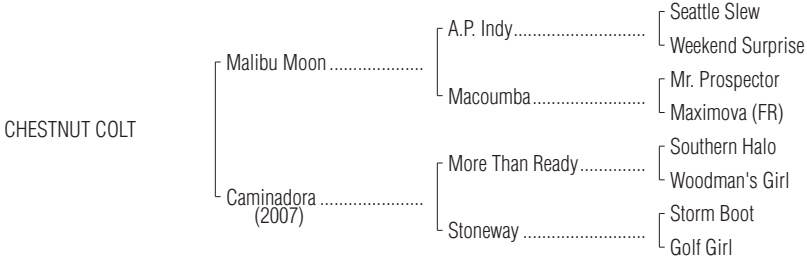 Seattle Slew
A.P. Indy
Weekend Surprise
Malibu Moon
Mr. Prospector
Macoumba
Maximova (FR)
CHESTNUT COLT
Southern Halo
More Than Ready
Woodman's Girl
Caminadora
(2007)
Storm Boot
Stoneway
Golf Girl